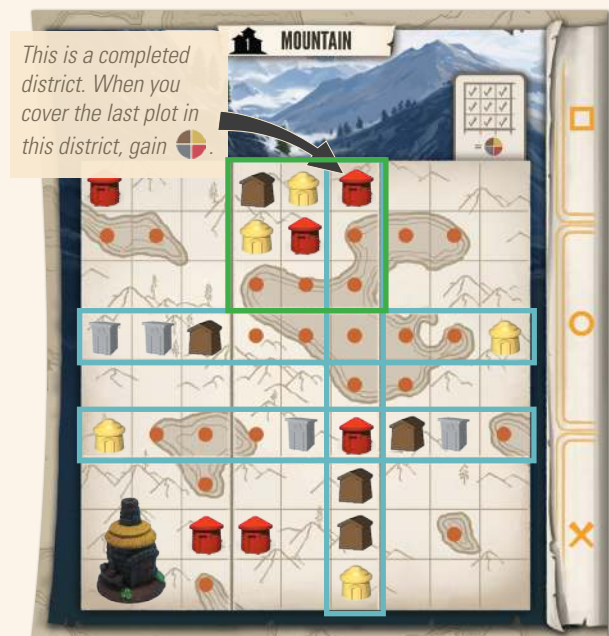 1 MOUNTAIN
This is a completed
district. When you
cover the last plot in
this district, gain .
=